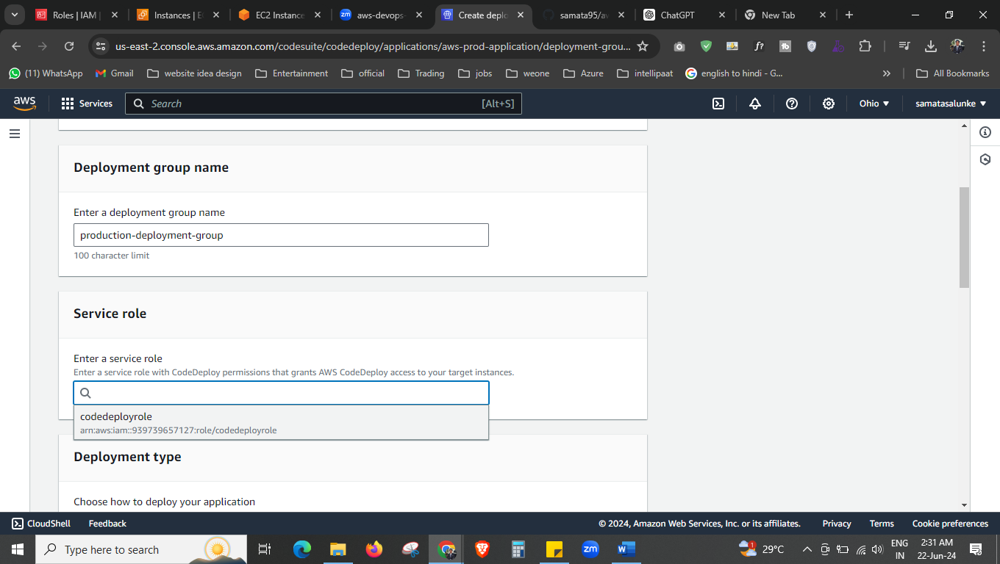 Roles | IAM |
Instances | E
EC2 Instance
zm aws-devops-
Create deplo
samata95/aw
ChatGPT
New Tab
us-east-2.console.aws.amazon.com/codesuite/codedeploy/applications/aws-prod-application/deployment-grou...
(11) WhatsApp
Gmail
website idea design
Entertainment
official
Trading
jobs
weone
Azure
intellipaat
english to hindi - G...
»
All Bookmarks
aws
Services
Search
[Alt+S]
Ohio
samatasalunke
Deployment group name
Enter a deployment group name
production-deployment-group
100 character limit
Service role
Enter a service role
Enter a service role with CodeDeploy permissions that grants AWS CodeDeploy access to your target instances.
codedeployrole
arn:aws:iam::939739657127:role/codedeployrole
Deployment type
Choose how to deploy your application
CloudShell
Feedback
© 2024, Amazon Web Services, Inc. or its affiliates.
Privacy
Terms
Cookie preferences
Type here to search
zm
29°C
ENG
IN
2:31 AM
22-Jun-24